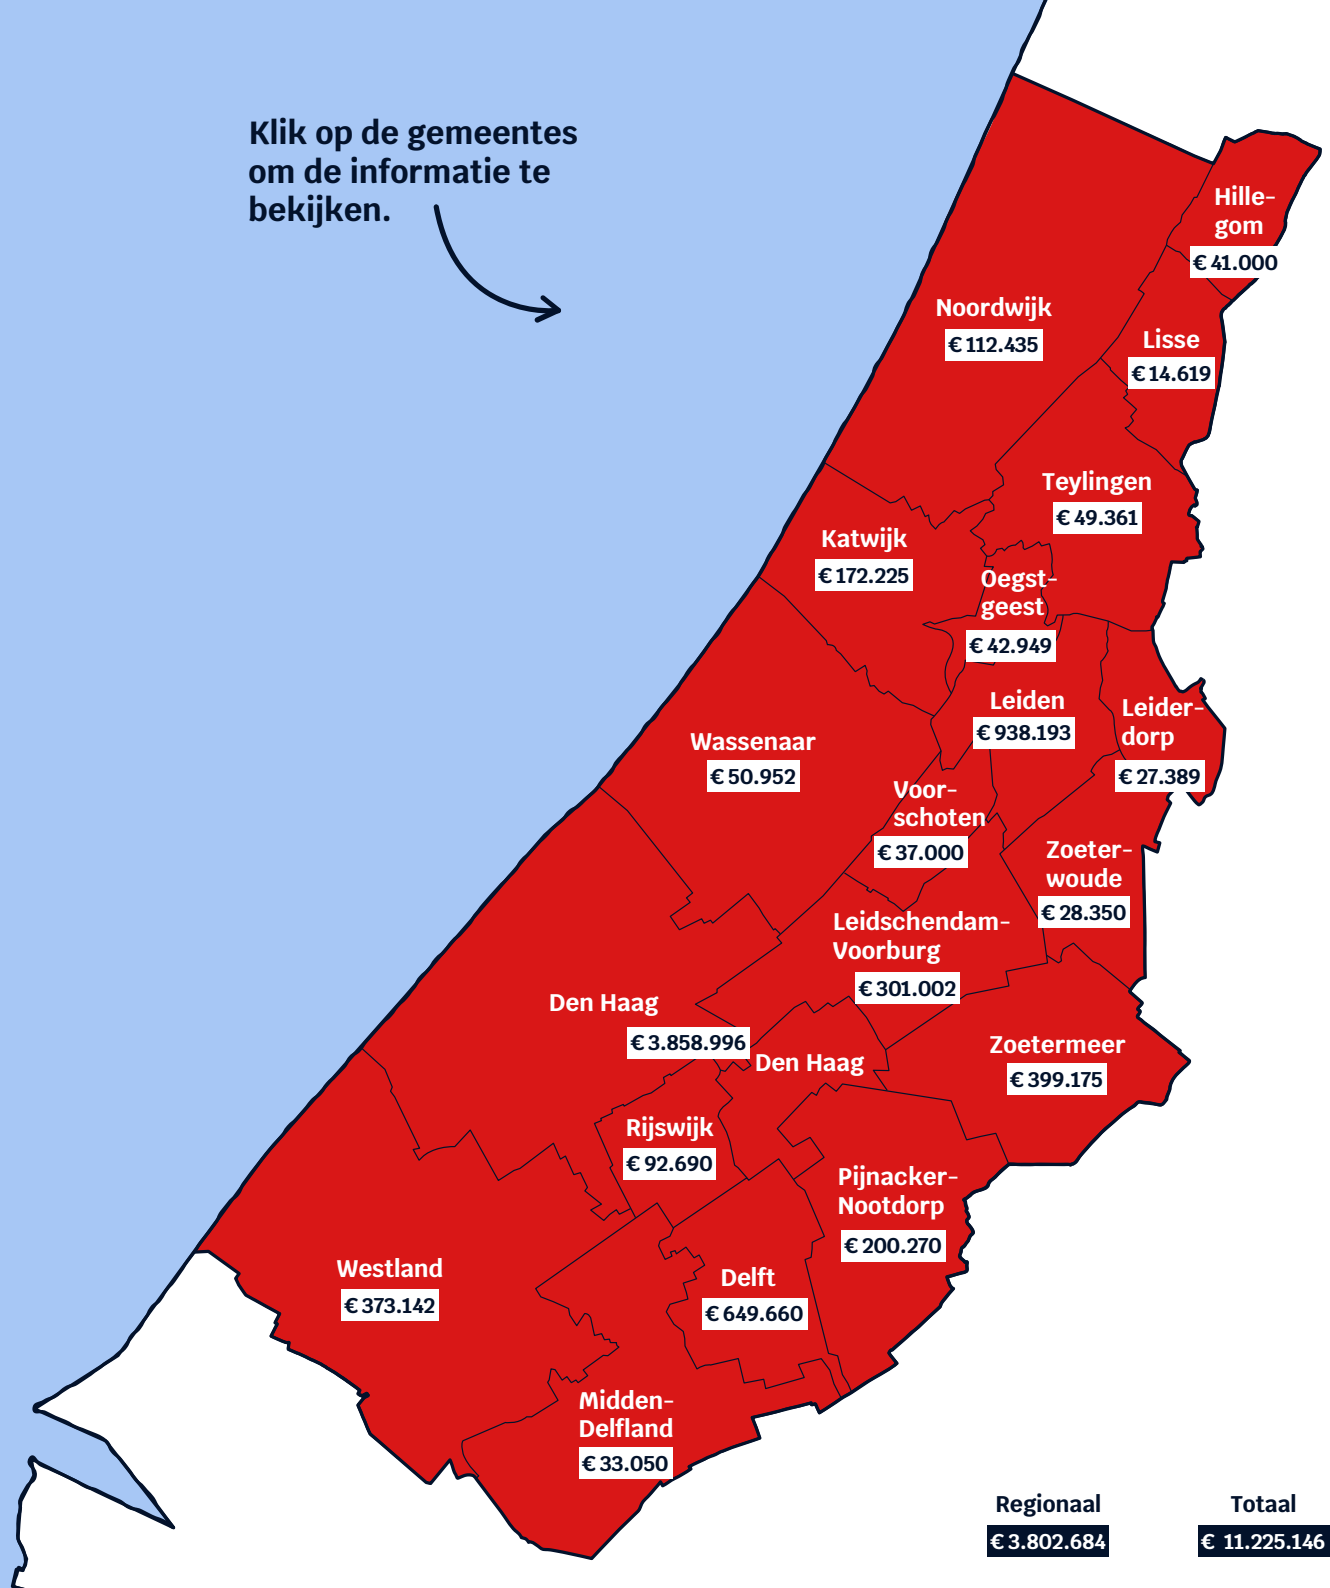 Klik op de gemeentes
om de informatie te
bekijken.
Hille-
gom
€ 41.000
Noordwijk
€ 112.435
Lisse
€ 14.619
Teylingen
€ 49.361
Katwijk
€ 172.225
Oegst-
geest
€ 42.949
Leiden
€ 938.193
Leider-
dorp
€ 27.389
Wassenaar
€ 50.952
Voor-
schoten
€ 37.000
Zoeter-
woude
€ 28.350
Leidschendam-
Voorburg
€ 301.002
Den Haag
€ 3.858.996
Den Haag
Zoetermeer
€ 399.175
Rijswijk
€ 92.690
Pijnacker-
Nootdorp
€ 200.270
Westland
€ 373.142
Delft
€ 649.660
Midden-
Delfland
€ 33.050
Regionaal
€ 3.802.684
Totaal
€ 11.225.146